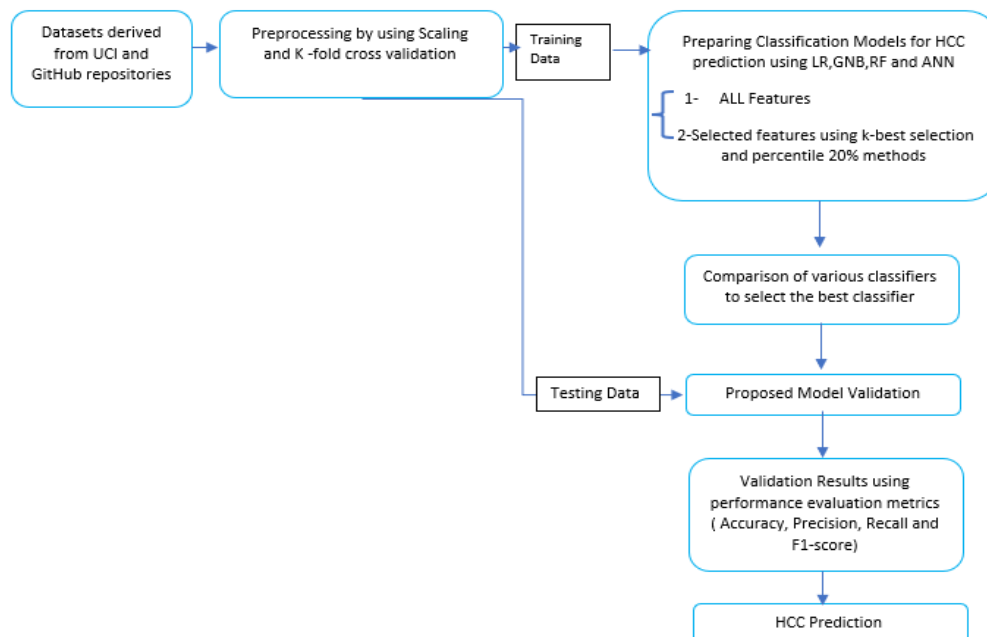 Datasets derived
from UCI and
GitHub repositories
Preprocessing by using Scaling
and K -fold cross validation
Training
Data
Preparing Classification Models for HCC
prediction using LR,GNB,RF and ANN
1- ALL Features
2-Selected features using k-best selection
and percentile 20% methods
Comparison of various classifiers
to select the best classifier
Testing Data
Proposed Model Validation
Validation Results using
performance evaluation metrics
( Accuracy, Precision, Recall and
F1-score)
HCC Prediction